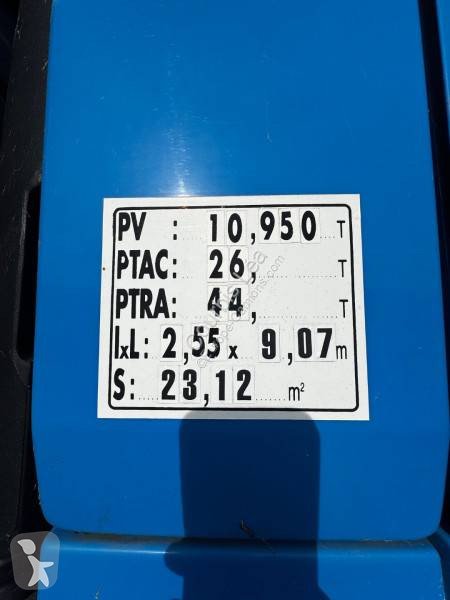 PV : 10,950 T
PTAC: 26, T
PTRA: 44, T
lxL: 2,55 x 9,07 m
S: 23,12 m²